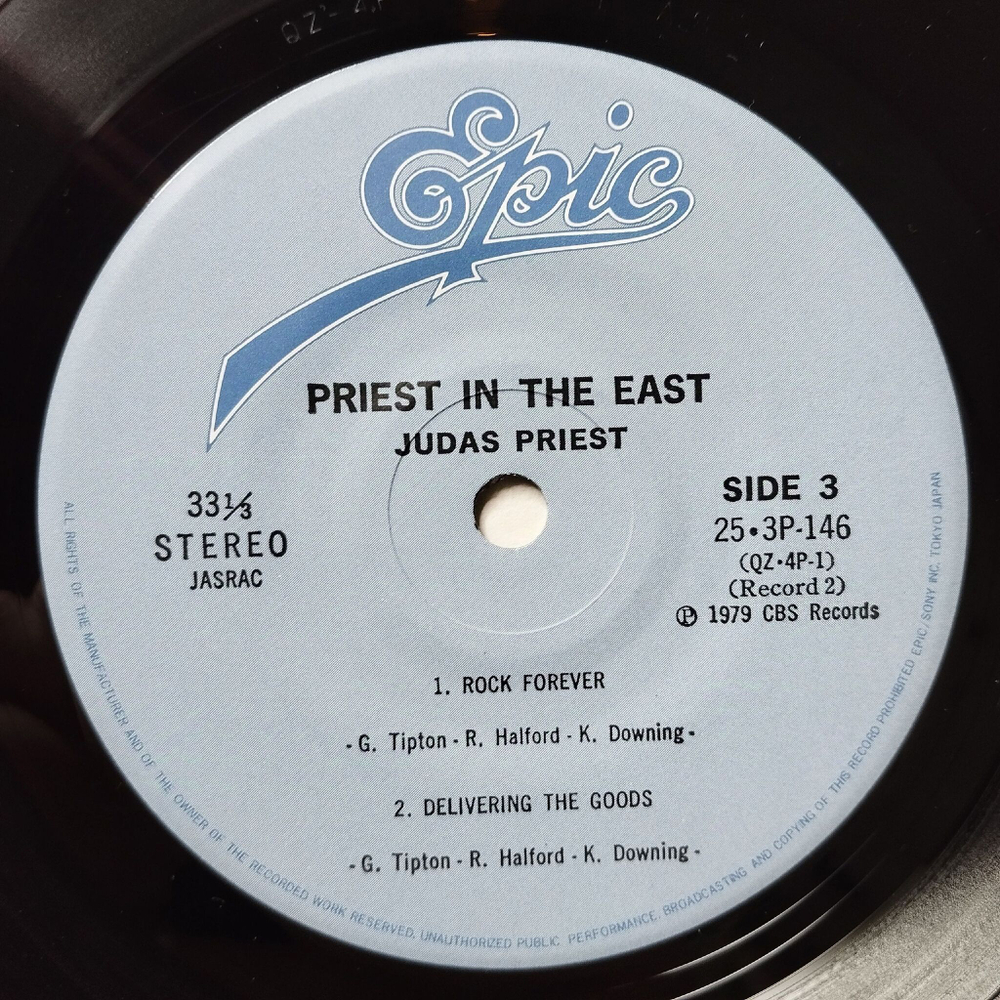 Epic
PRIEST IN THE EAST
JUDAS PRIEST
33⅓
STEREO
JASRAC
SIDE 3
25•3P-146
(QZ·4P-1)
(Record 2)
Ⓟ 1979 CBS Records
1. ROCK FOREVER
- G. Tipton - R. Halford - K. Downing -
2. DELIVERING THE GOODS
- G. Tipton - R. Halford - K. Downing -
ALL RIGHTS OF THE MANUFACTURER AND OF THE OWNER OF THE RECORDED WORK RESERVED. UNAUTHORIZED PUBLIC PERFORMANCE, BROADCASTING AND COPYING OF THIS RECORD PROHIBITED EPIC/SONY INC. TOKYO JAPAN